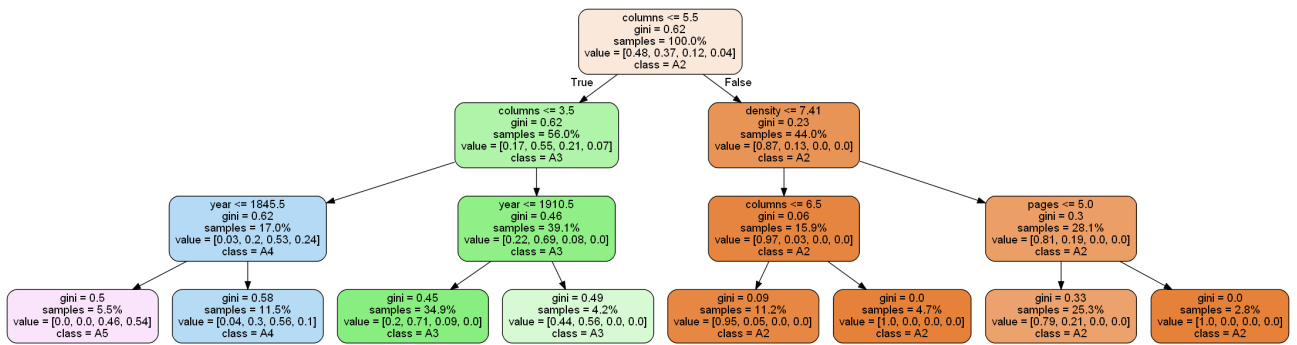 columns <= 5.5
gini = 0.62
samples = 100.0%
value = [0.48, 0.37, 0.12, 0.04]
class = A2
True
False
columns <= 3.5
gini = 0.62
samples = 56.0%
value = [0.17, 0.55, 0.21, 0.07]
class = A3
density <= 7.41
gini = 0.23
samples = 44.0%
value = [0.87, 0.13, 0.0, 0.0]
class = A2
year <= 1845.5
gini = 0.62
samples = 17.0%
value = [0.03, 0.2, 0.53, 0.24]
class = A4
year <= 1910.5
gini = 0.46
samples = 39.1%
value = [0.22, 0.69, 0.08, 0.0]
class = A3
columns <= 6.5
gini = 0.06
samples = 15.9%
value = [0.97, 0.03, 0.0, 0.0]
class = A2
pages <= 5.0
gini = 0.3
samples = 28.1%
value = [0.81, 0.19, 0.0, 0.0]
class = A2
gini = 0.5
samples = 5.5%
value = [0.0, 0.0, 0.46, 0.54]
class = A5
gini = 0.58
samples = 11.5%
value = [0.04, 0.3, 0.56, 0.1]
class = A4
gini = 0.45
samples = 34.9%
value = [0.2, 0.71, 0.09, 0.0]
class = A3
gini = 0.49
samples = 4.2%
value = [0.44, 0.56, 0.0, 0.0]
class = A3
gini = 0.09
samples = 11.2%
value = [0.95, 0.05, 0.0, 0.0]
class = A2
gini = 0.0
samples = 4.7%
value = [1.0, 0.0, 0.0, 0.0]
class = A2
gini = 0.33
samples = 25.3%
value = [0.79, 0.21, 0.0, 0.0]
class = A2
gini = 0.0
samples = 2.8%
value = [1.0, 0.0, 0.0, 0.0]
class = A2